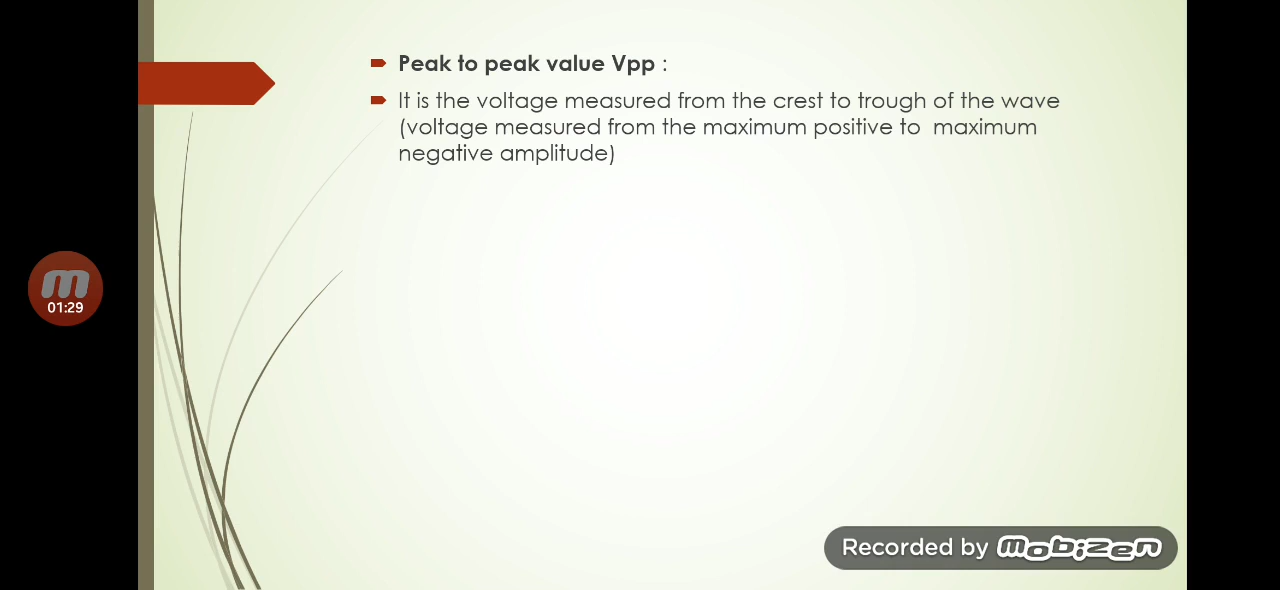 Peak to peak value Vpp :
It is the voltage measured from the crest to trough of the wave
(voltage measured from the maximum positive to  maximum
negative amplitude)
m
01:29
Recorded by mobizen